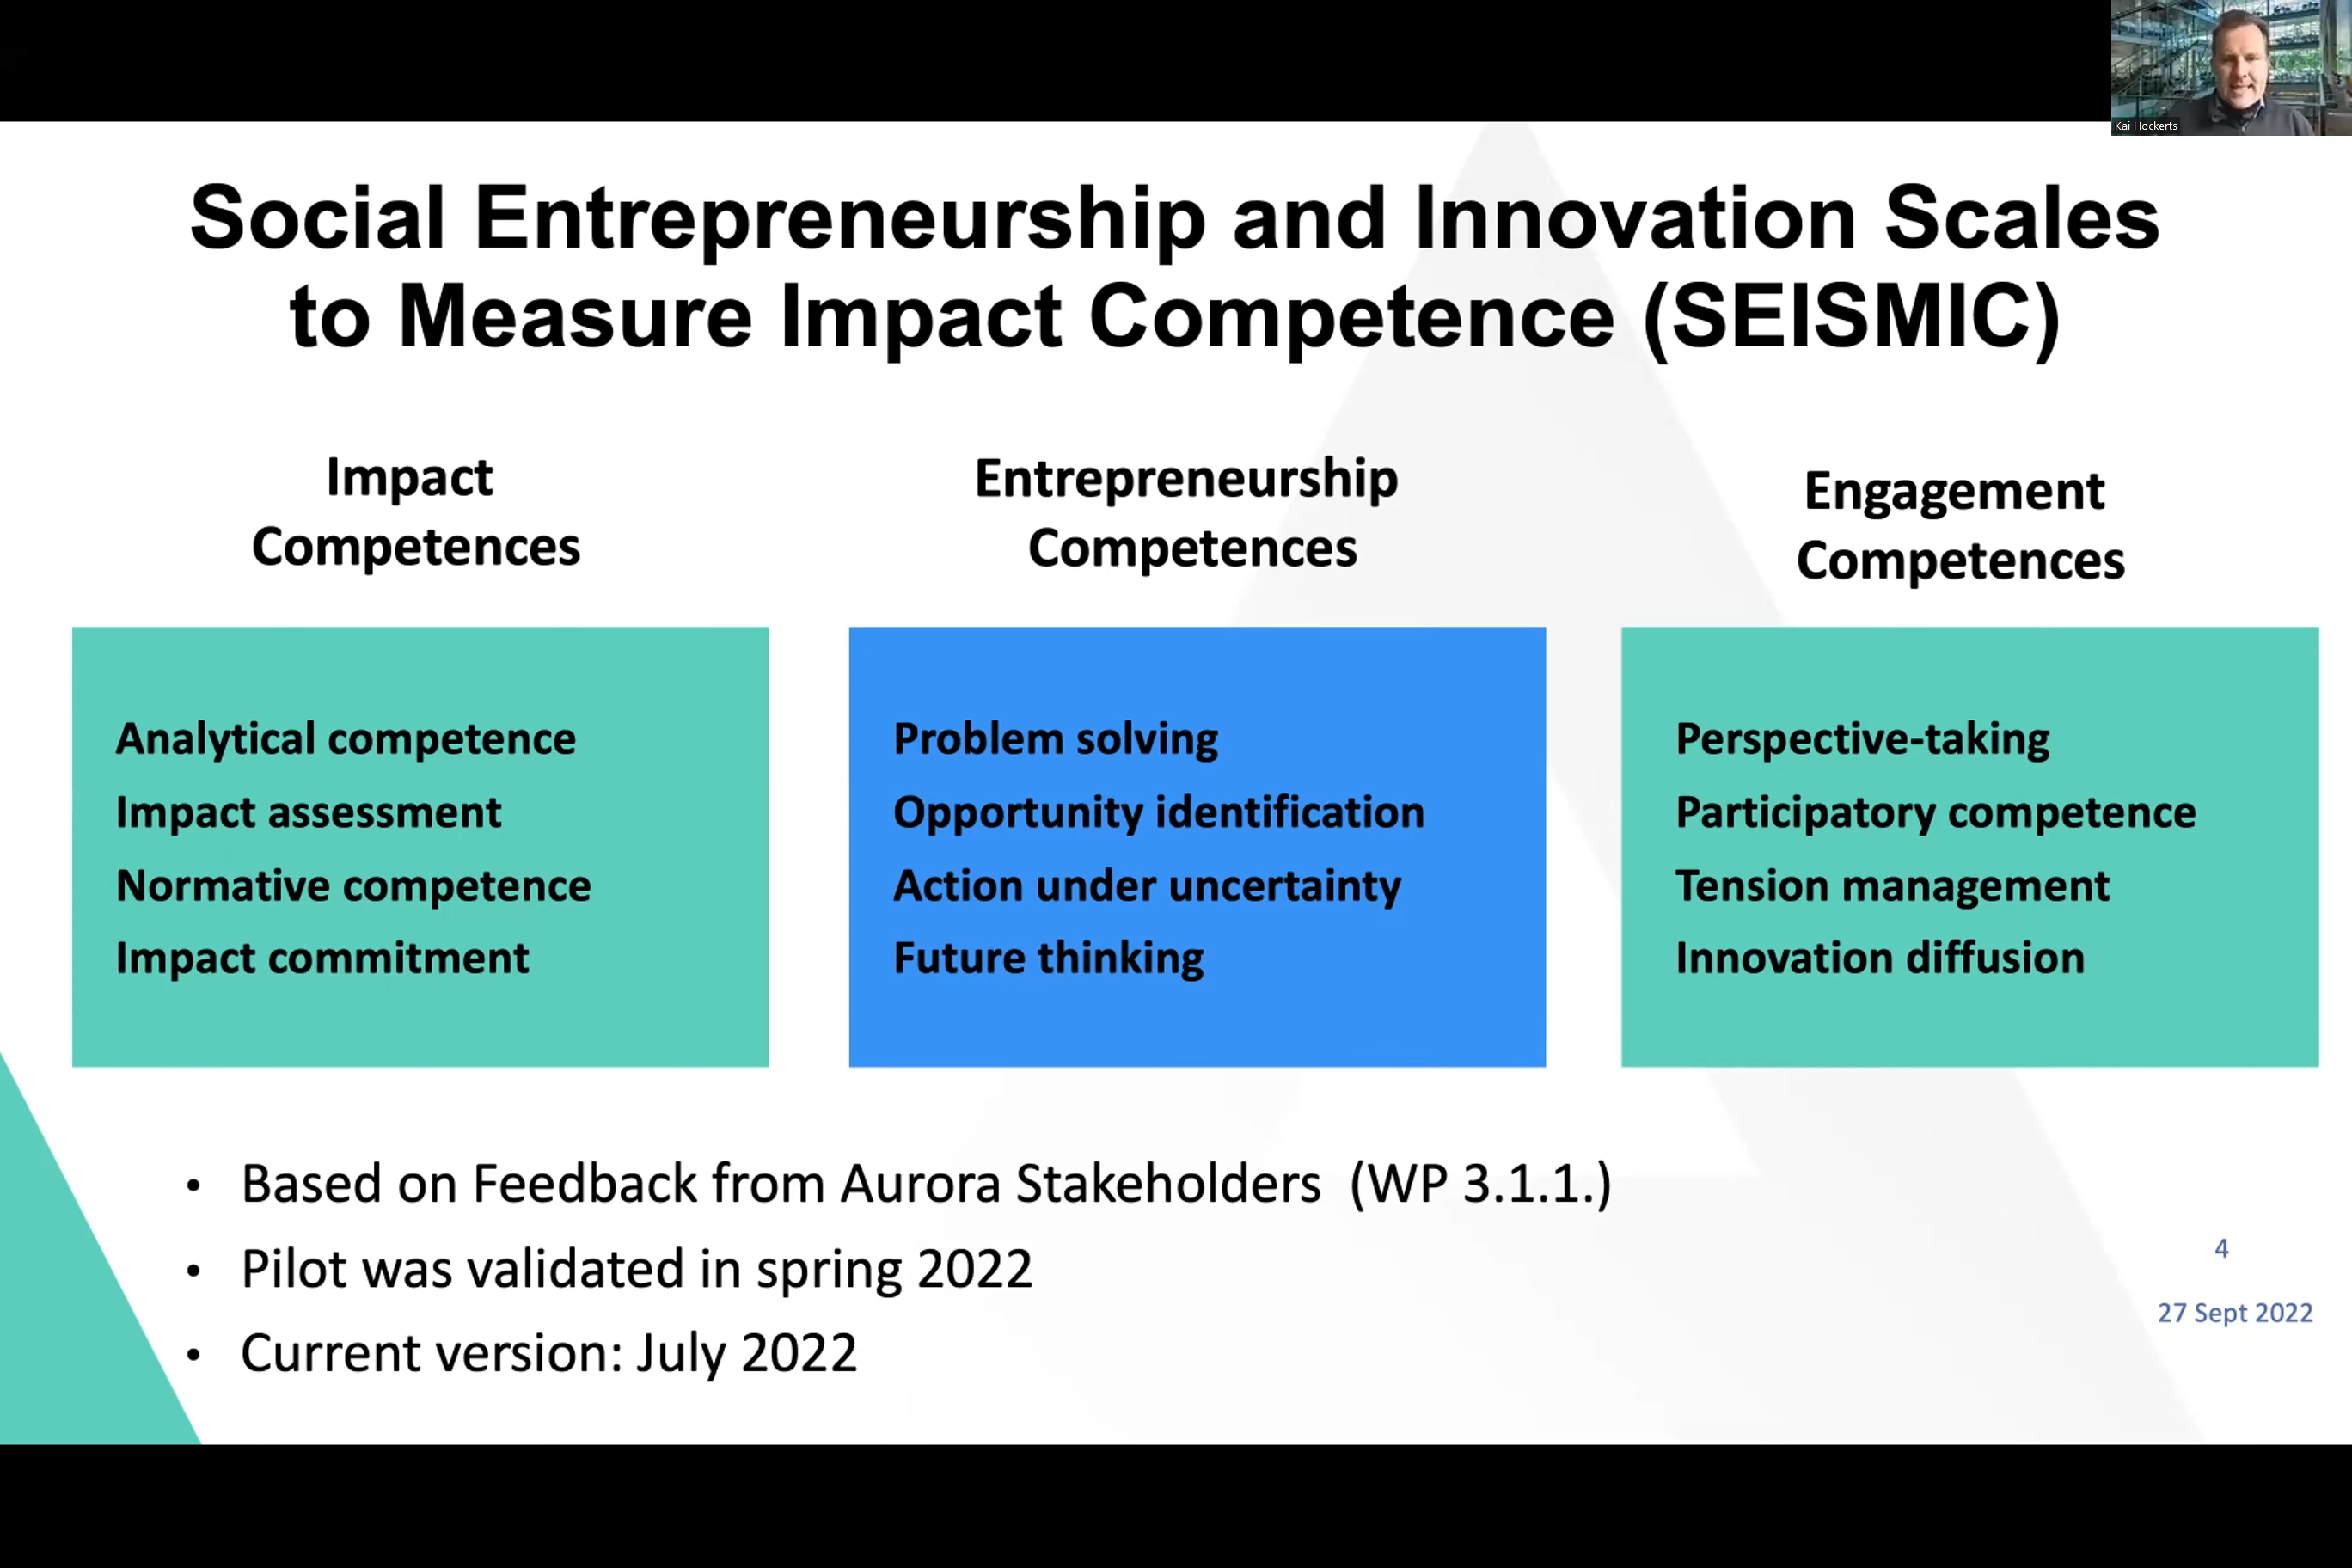 Kai Hockerts
Social Entrepreneurship and Innovation Scales
to Measure Impact Competence (SEISMIC)
Impact
Competences
Analytical competence
Impact assessment
Normative competence
Impact commitment
Entrepreneurship
Competences
Problem solving
Opportunity identification
Action under uncertainty
Future thinking
Engagement
Competences
Perspective-taking
Participatory competence
Tension management
Innovation diffusion
• Based on Feedback from Aurora Stakeholders (WP 3.1.1.)
• Pilot was validated in spring 2022
• Current version: July 2022
4
27 Sept 2022